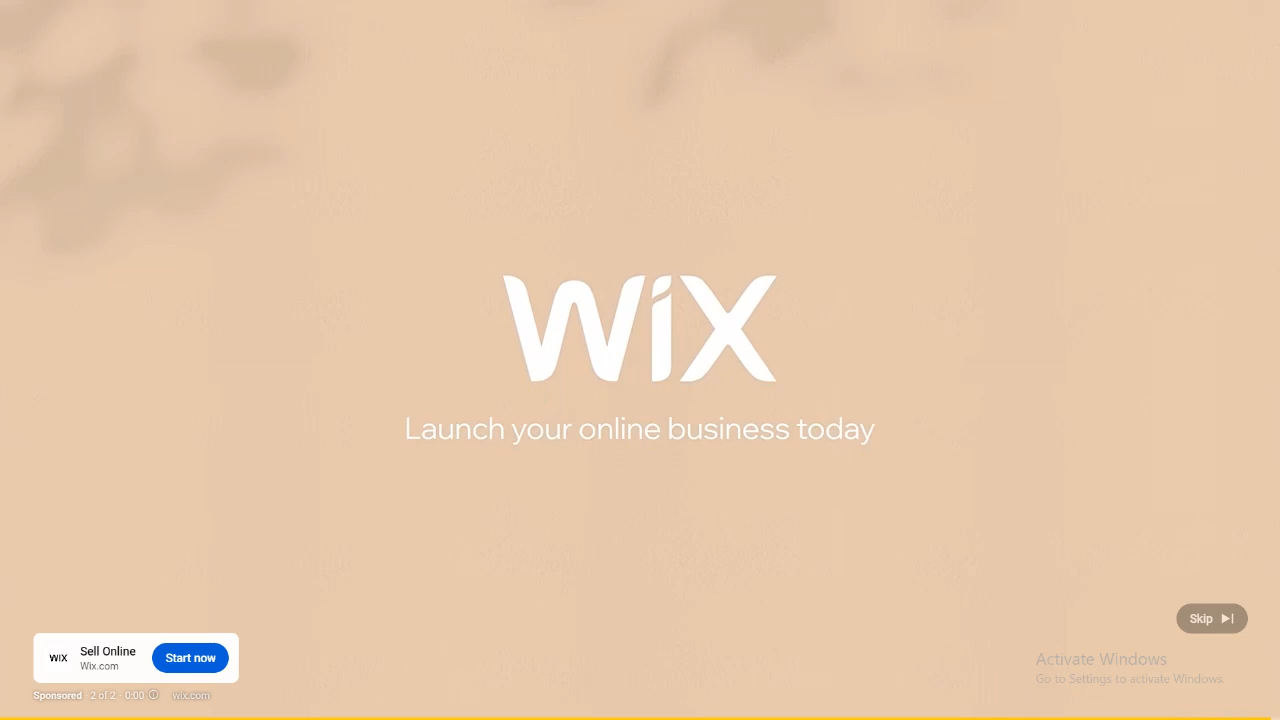 WiX
Launch your online business today
Skip
WIX
Sell Online
Wix.com
Start now
Sponsored · 2 of 2 · 0:00
wix.com
Activate Windows
Go to Settings to activate Windows.